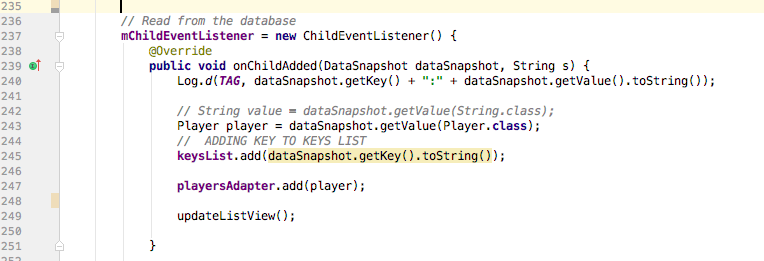 235
236 // Read from the database
237 mChildEventListener = new ChildEventListener() {
238 @Override
239 public void onChildAdded(DataSnapshot dataSnapshot, String s) {
240 Log.d(TAG, dataSnapshot.getKey() + ":" + dataSnapshot.getValue().toString());
241
242 // String value = dataSnapshot.getValue(String.class);
243 Player player = dataSnapshot.getValue(Player.class);
244 // ADDING KEY TO KEYS LIST
245 keysList.add(dataSnapshot.getKey().toString());
246
247 playersAdapter.add(player);
248
249 updateListView();
250
251 }
252